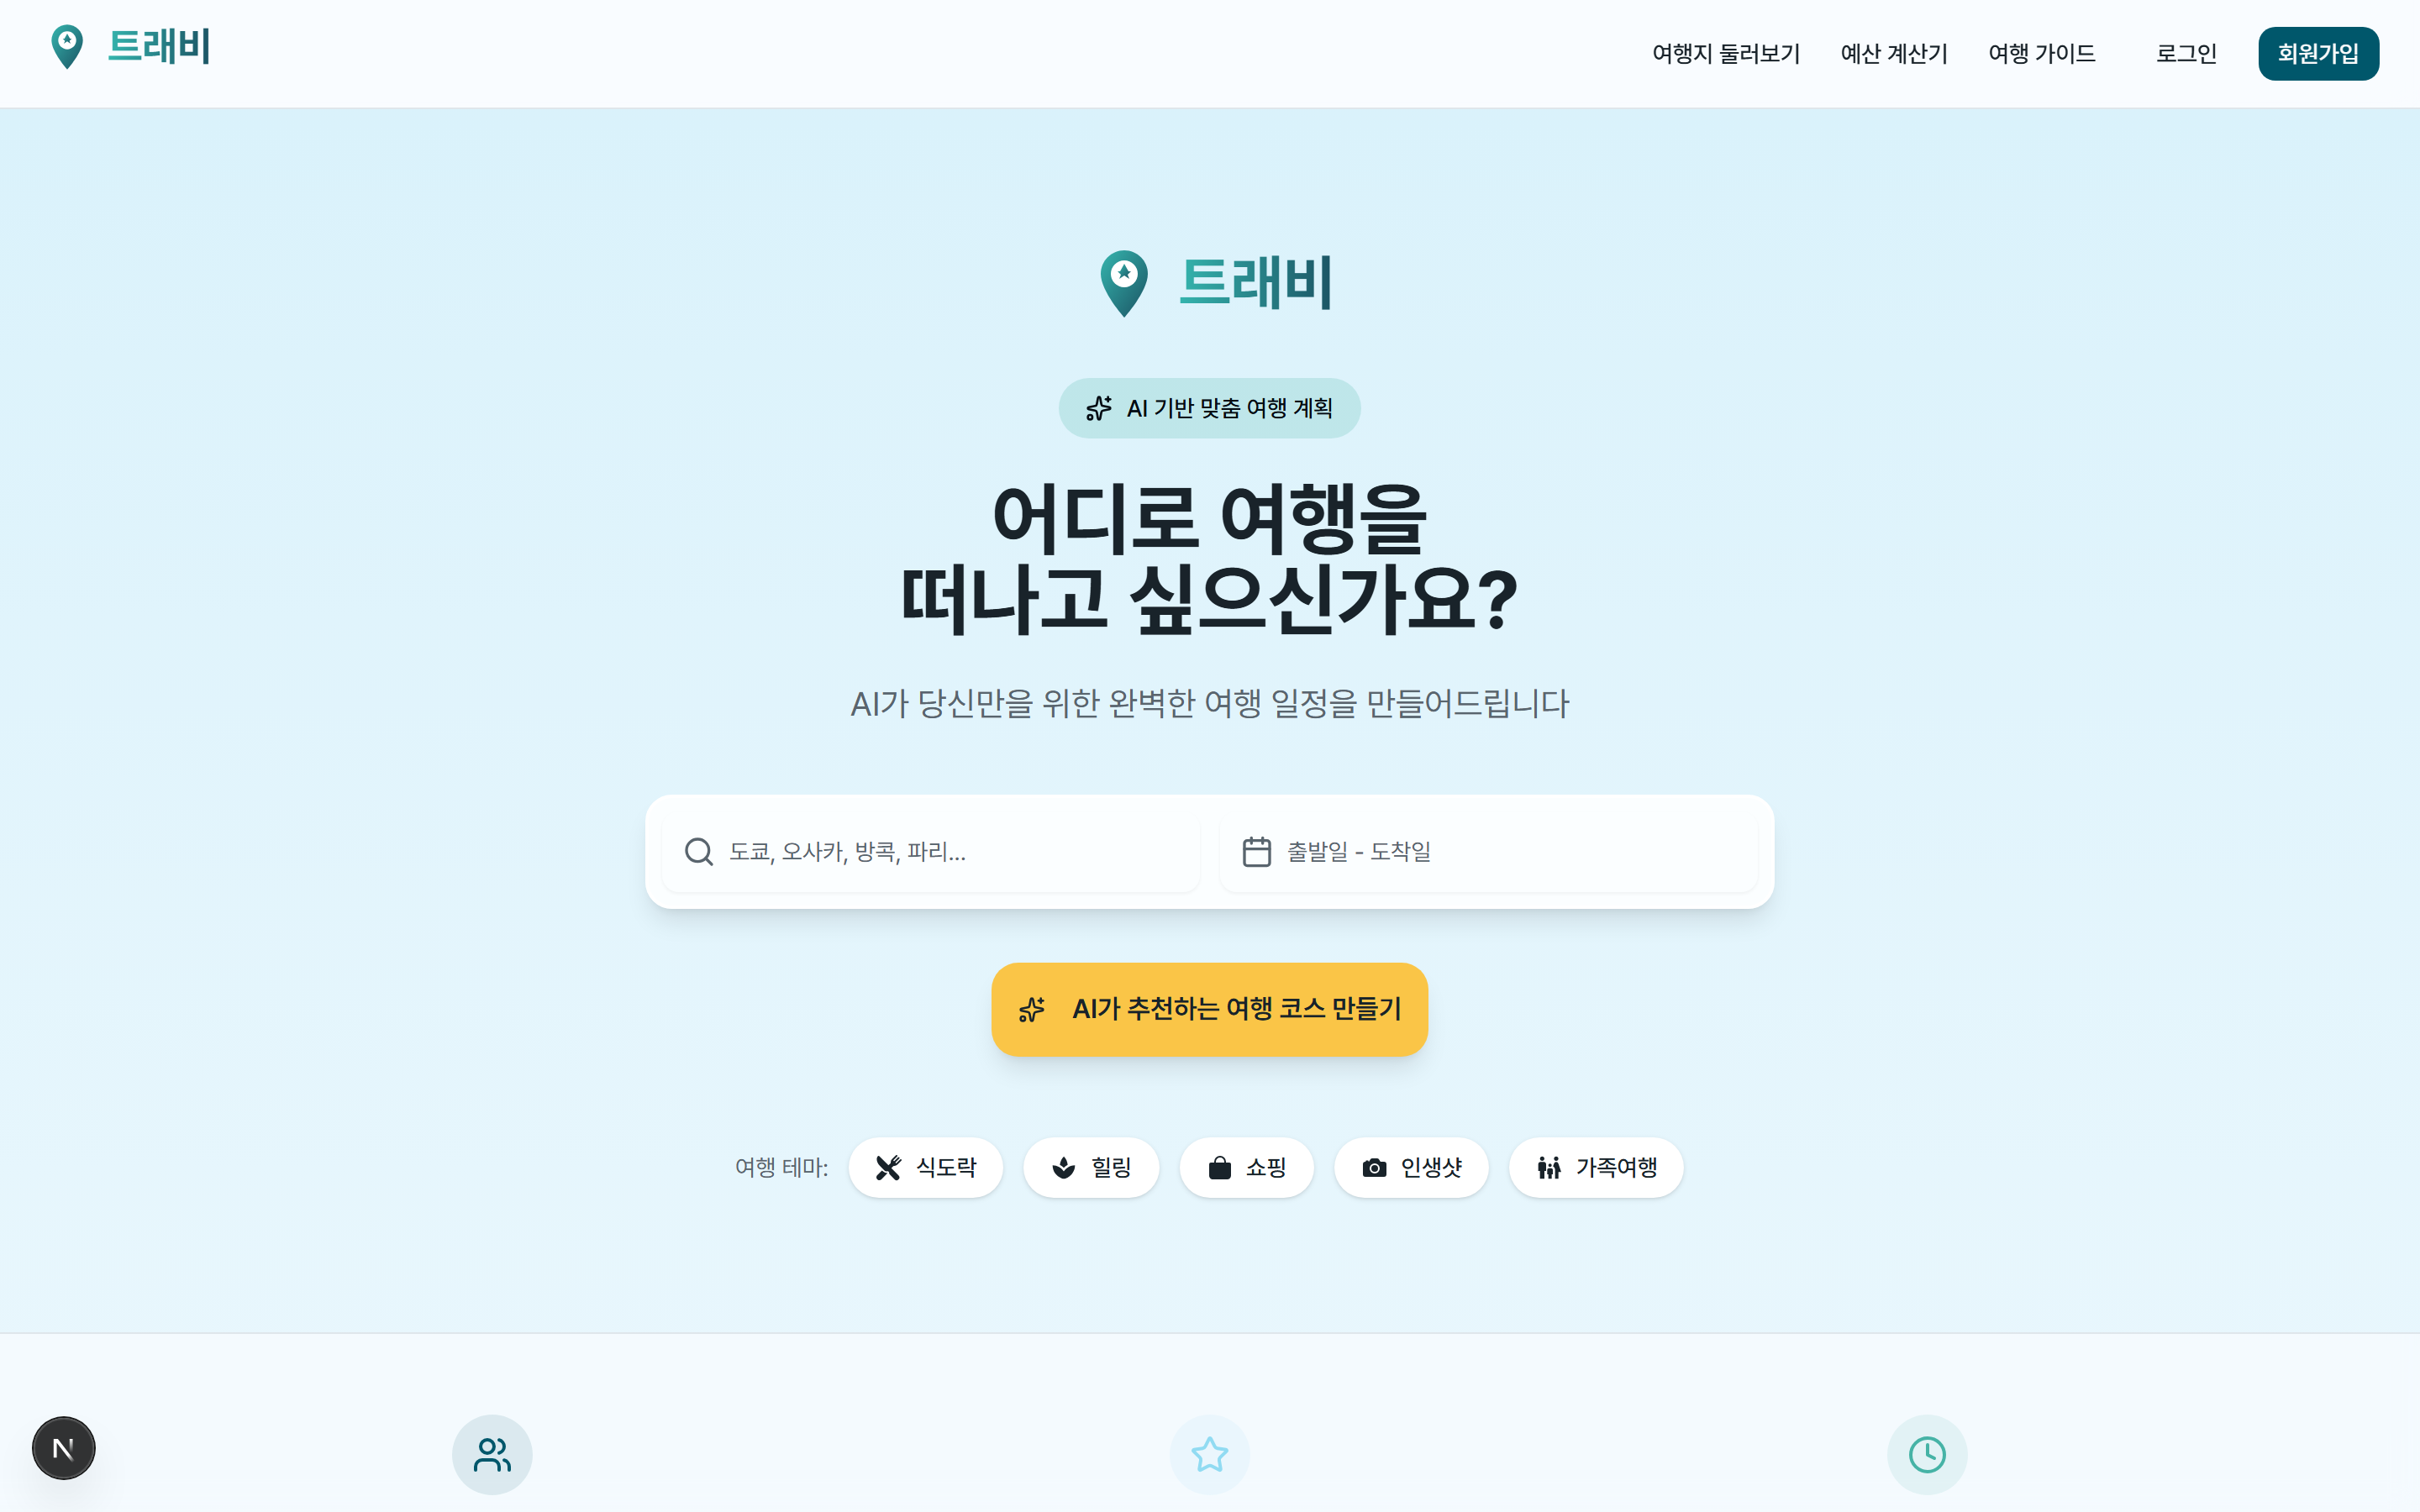 트래비
여행지 둘러보기
예산 계산기
여행 가이드
로그인
회원가입
트래비
AI 기반 맞춤 여행 계획
어디로 여행을
떠나고 싶으신가요?
AI가 당신만을 위한 완벽한 여행 일정을 만들어드립니다
도쿄, 오사카, 방콕, 파리...
출발일 - 도착일
AI가 추천하는 여행 코스 만들기
여행 테마:
식도락
힐링
쇼핑
인생샷
가족여행
N